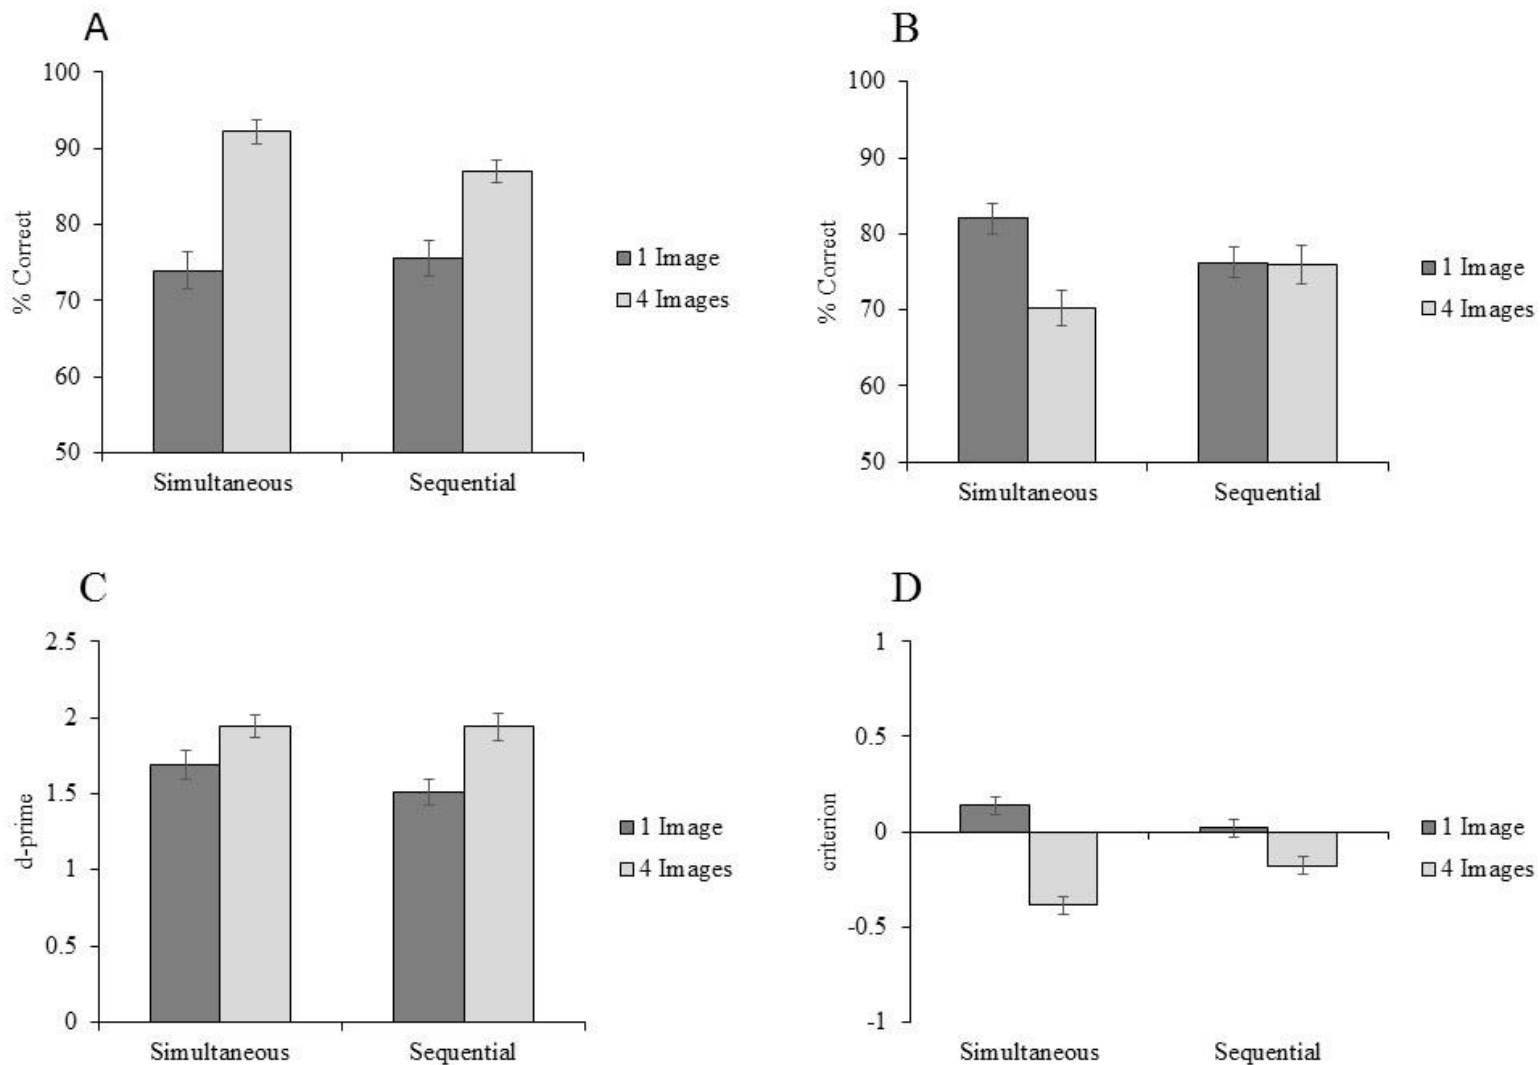 A
100
90
80
70
60
50
% Correct
Simultaneous
Sequential
1 Image
4 Images
B
100
90
80
70
60
50
% Correct
Simultaneous
Sequential
1 Image
4 Images
C
2.5
2
1.5
1
0.5
0
d-prime
Simultaneous
Sequential
1 Image
4 Images
D
1
0.5
0
-0.5
-1
criterion
Simultaneous
Sequential
1 Image
4 Images